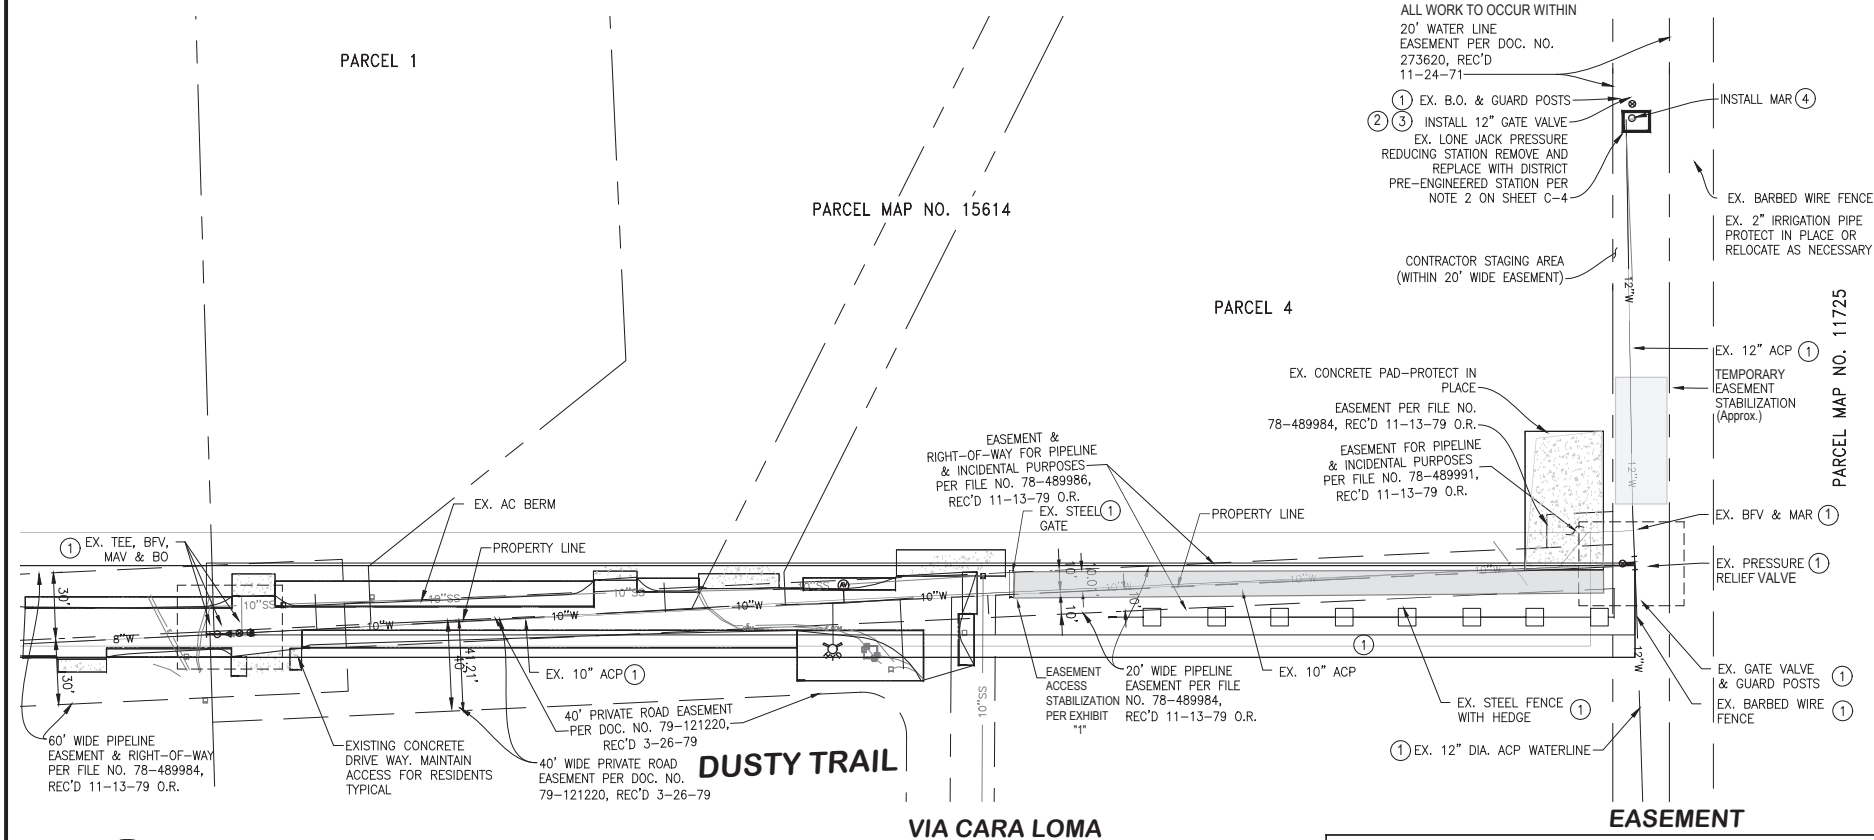 PARCEL 1
PARCEL MAP NO. 15614
PARCEL 4
ALL WORK TO OCCUR WITHIN
20' WATER LINE
EASEMENT PER DOC. NO.
273620, REC'D
11-24-71
1 EX. B.O. & GUARD POSTS
2 3 INSTALL 12" GATE VALVE
EX. LONE JACK PRESSURE
REDUCING STATION REMOVE AND
REPLACE WITH DISTRICT
PRE-ENGINEERED STATION PER
NOTE 2 ON SHEET C-4
INSTALL MAR 4
EX. BARBED WIRE FENCE
EX. 2" IRRIGATION PIPE
PROTECT IN PLACE OR
RELOCATE AS NECESSARY
CONTRACTOR STAGING AREA
(WITHIN 20' WIDE EASEMENT)
12"W
EX. 12" ACP 1
TEMPORARY
EASEMENT
STABILIZATION
(Approx.)
PARCEL MAP NO. 11725
12"W
EX. CONCRETE PAD-PROTECT IN
PLACE
EASEMENT PER FILE NO.
78-489984, REC'D 11-13-79 O.R.
EASEMENT FOR PIPELINE
& INCIDENTAL PURPOSES
PER FILE NO. 78-489991,
REC'D 11-13-79 O.R.
EASEMENT &
RIGHT-OF-WAY FOR PIPELINE
& INCIDENTAL PURPOSES
PER FILE NO. 78-489986,
REC'D 11-13-79 O.R.
EX. STEEL 1
GATE
PROPERTY LINE
EX. BFV & MAR 1
EX. PRESSURE 1
RELIEF VALVE
EX. AC BERM
1 EX. TEE, BFV,
MAV & BO
PROPERTY LINE
30'
30'
8"W
10"SS
10"SS
10"SS
10"SS
10"W
10"W
10"W
10"W
AV
10'
10.01'
10'
10'
10"W
10"W
10"W
41.21'
40'
EX. 10" ACP 1
1
12"W
10"SS
60' WIDE PIPELINE
EASEMENT & RIGHT-OF-WAY
PER FILE NO. 78-489984,
REC'D 11-13-79 O.R.
EXISTING CONCRETE
DRIVE WAY. MAINTAIN
ACCESS FOR RESIDENTS
TYPICAL
40' PRIVATE ROAD EASEMENT
PER DOC. NO. 79-121220,
REC'D 3-26-79
40' WIDE PRIVATE ROAD
EASEMENT PER DOC. NO.
79-121220, REC'D 3-26-79
DUSTY TRAIL
EASEMENT
ACCESS
STABILIZATION
PER EXHIBIT
"1"
20' WIDE PIPELINE
EASEMENT PER FILE
NO. 78-489984,
REC'D 11-13-79 O.R.
EX. 10" ACP
EX. STEEL FENCE 1
WITH HEDGE
1 EX. 12" DIA. ACP WATERLINE
EX. GATE VALVE 1
& GUARD POSTS
EX. BARBED WIRE 1
FENCE
VIA CARA LOMA
EASEMENT